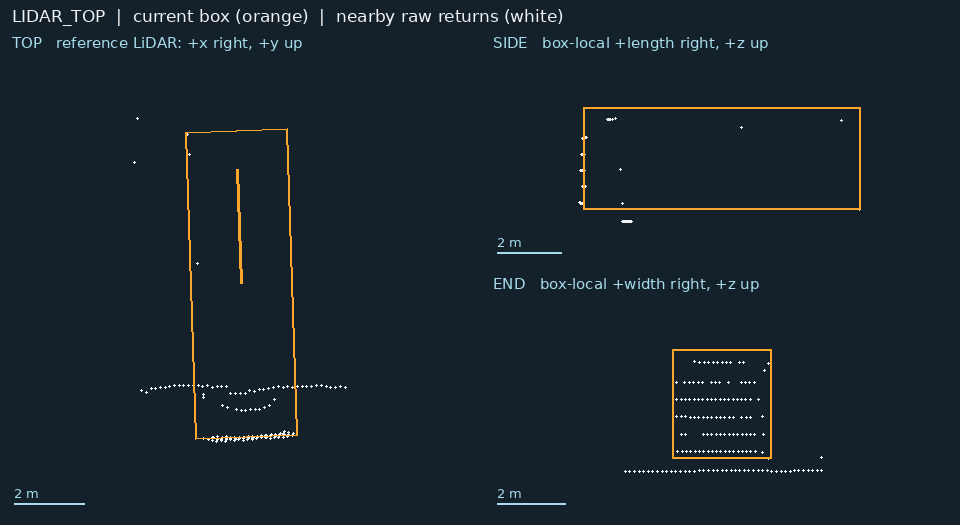 LIDAR_TOP | current box (orange) | nearby raw returns (white)
TOP reference LiDAR: +x right, +y up
SIDE box-local +length right, +z up
2 m
END box-local +width right, +z up
2 m
2 m